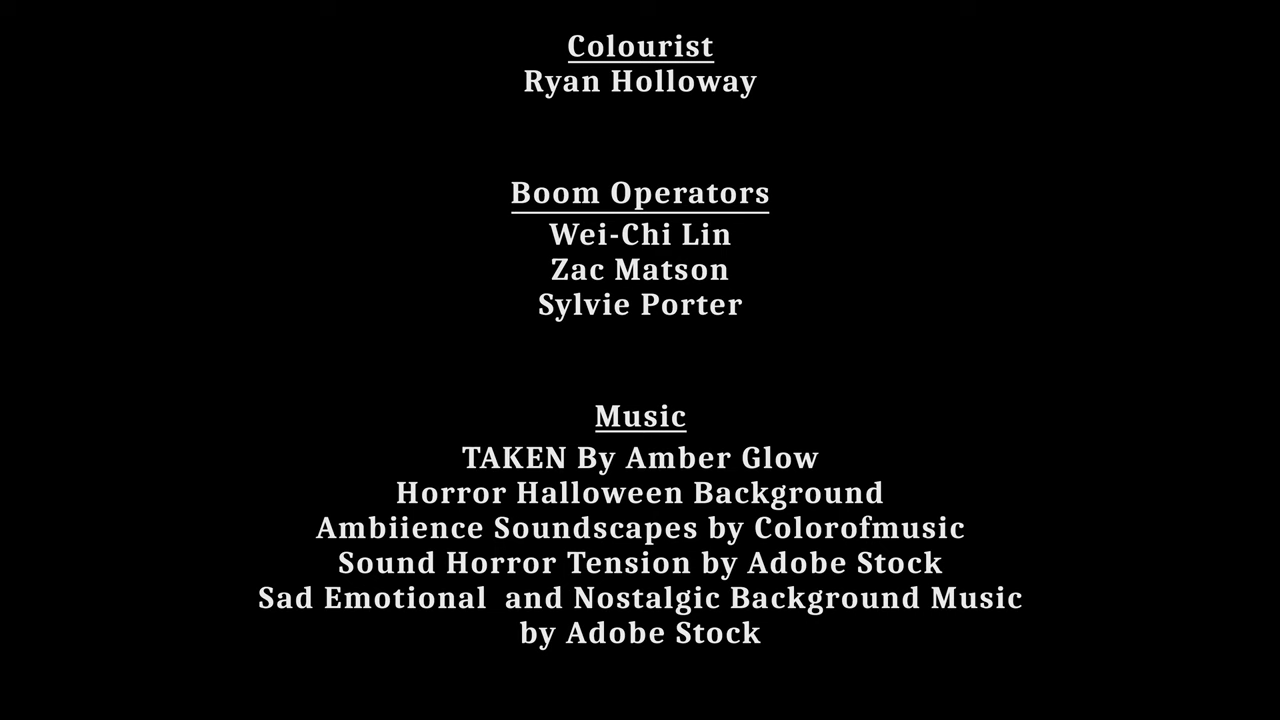 Colourist
Ryan Holloway
Boom Operators
Wei-Chi Lin
Zac Matson
Sylvie Porter
Music
TAKEN By Amber Glow
Horror Halloween Background
Ambiience Soundscapes by Colorofmusic
Sound Horror Tension by Adobe Stock
Sad Emotional  and Nostalgic Background Music
by Adobe Stock